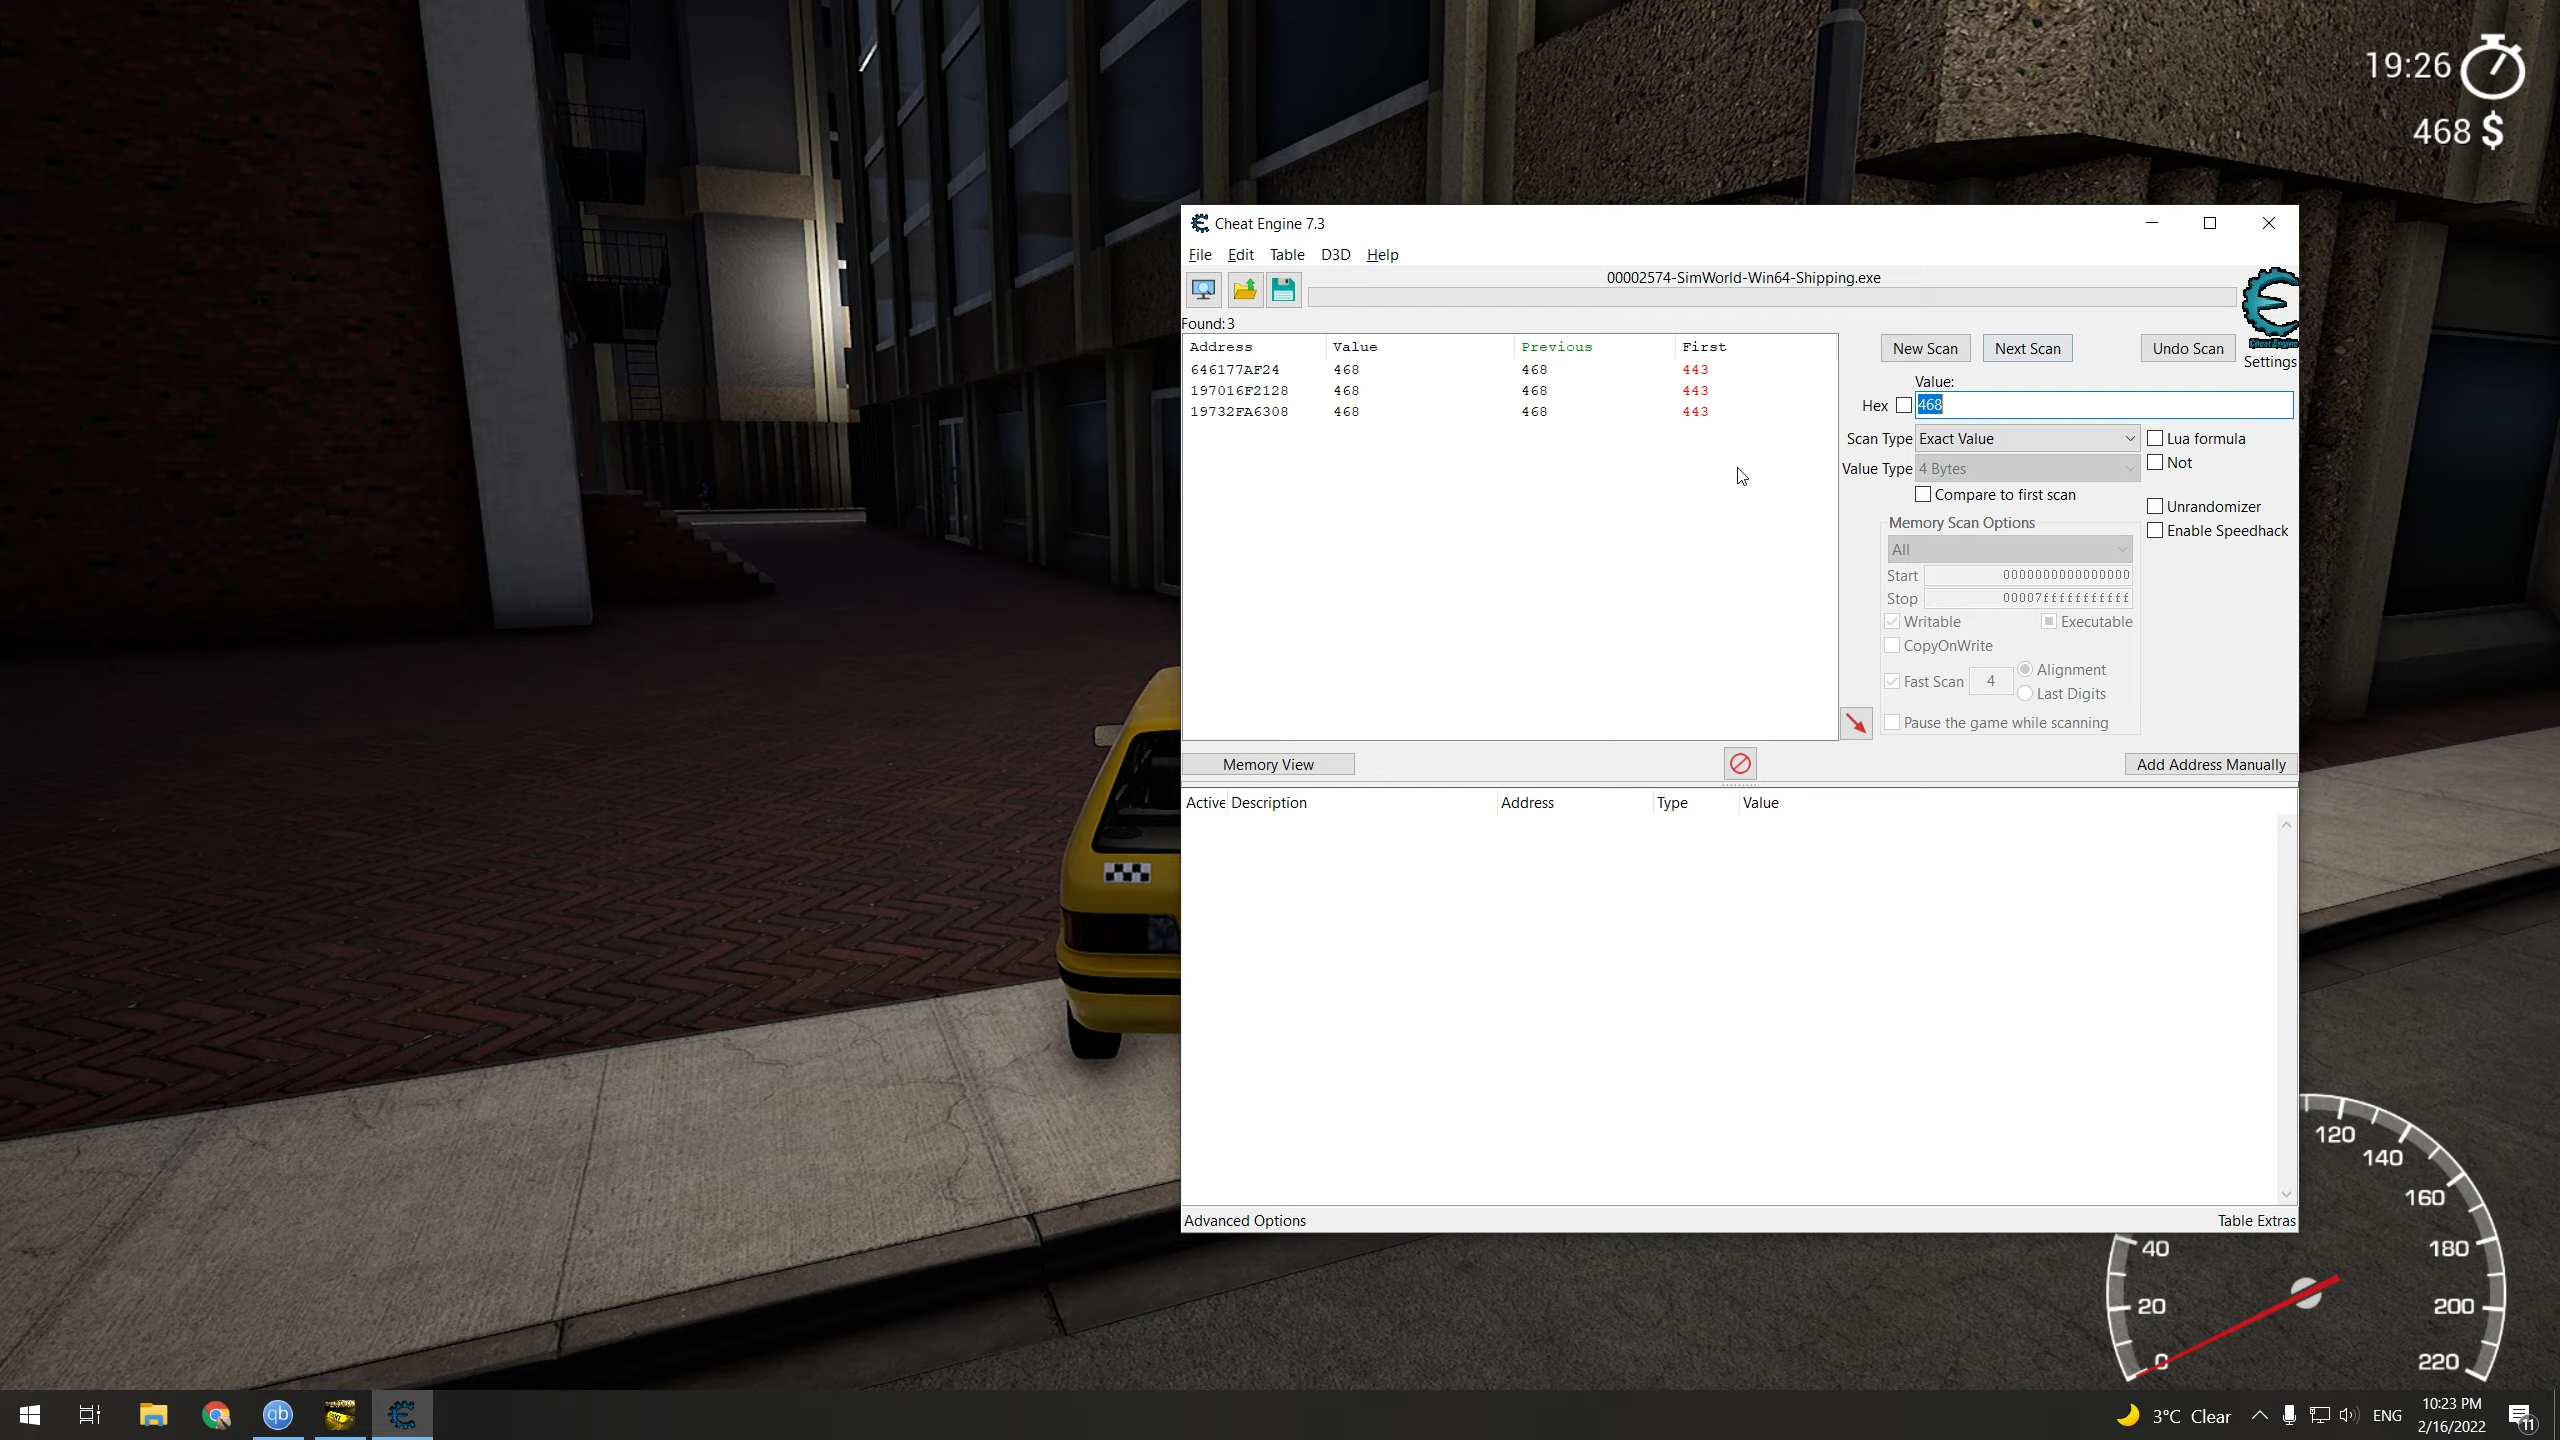 19:26
468 $
Cheat Engine 7.3
File Edit Table D3D Help
00002574-SimWorld-Win64-Shipping.exe
Found:3
Address Value Previous First
646177AF24 468 468 443
197016F2128 468 468 443
19732FA6308 468 468 443
New Scan Next Scan Undo Scan
Cheat Engine
Settings
Value:
Hex 468
Scan Type Exact Value Lua formula
Value Type 4 Bytes Not
Compare to first scan
Unrandomizer
Memory Scan Options
Enable Speedhack
All
Start 0000000000000000
Stop 00007fffffffffff
Writable Executable
CopyOnWrite
Fast Scan 4 Alignment
Last Digits
Pause the game while scanning
Memory View Add Address Manually
Active Description Address Type Value
Advanced Options Table Extras
120
140
160
40 180
20 200
0 220
qb
3°C Clear ENG 10:23 PM
2/16/2022
11